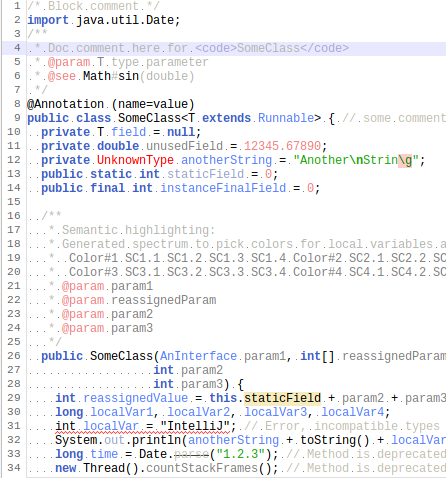 1 /* Block comment */
2 import java.util.Date;
3 /**
4 * Doc comment here for <code>SomeClass</code>
5 * @param T type parameter
6 * @see Math#sin(double)
7 */
8 @Annotation (name=value)
9 public class SomeClass<T extends Runnable> { // some comment
10 private T field = null;
11 private double unusedField = 12345.67890;
12 private UnknownType anotherString = "Another\nStrin\g";
13 public static int staticField = 0;
14 public final int instanceFinalField = 0;
15
16 /**
17 * Semantic highlighting:
18 * Generated spectrum to pick colors for local variables a
19 * Color#1 SC1.1 SC1.2 SC1.3 SC1.4 Color#2 SC2.1 SC2.2 SC
20 * Color#3 SC3.1 SC3.2 SC3.3 SC3.4 Color#4 SC4.1 SC4.2 SC
21 * @param param1
22 * @param reassignedParam
23 * @param param2
24 * @param param3
25 */
26 public SomeClass(AnInterface param1, int[] reassignedParam
27 int param2
28 int param3) {
29 int reassignedValue = this.staticField + param2 + param3
30 long localVar1, localVar2, localVar3, localVar4;
31 int localVar = "IntelliJ"; // Error, incompatible types
32 System.out.println(anotherString + toString() + localVar
33 long time = Date.parse("1.2.3"); // Method is deprecated
34 new Thread().countStackFrames(); // Method is deprecated